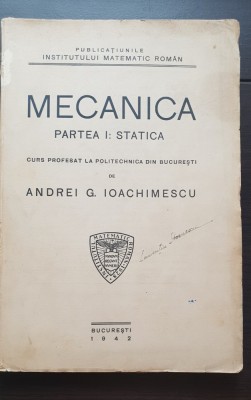 PUBLICAȚIUNILE
INSTITUTULUI MATEMATIC ROMÂN
MECANICA
PARTEA I: STATICA
CURS PROFESAT LA POLITECHNICA DIN BUCUREȘTI
DE
ANDREI G. IOACHIMESCU
BUCUREȘTI
1942